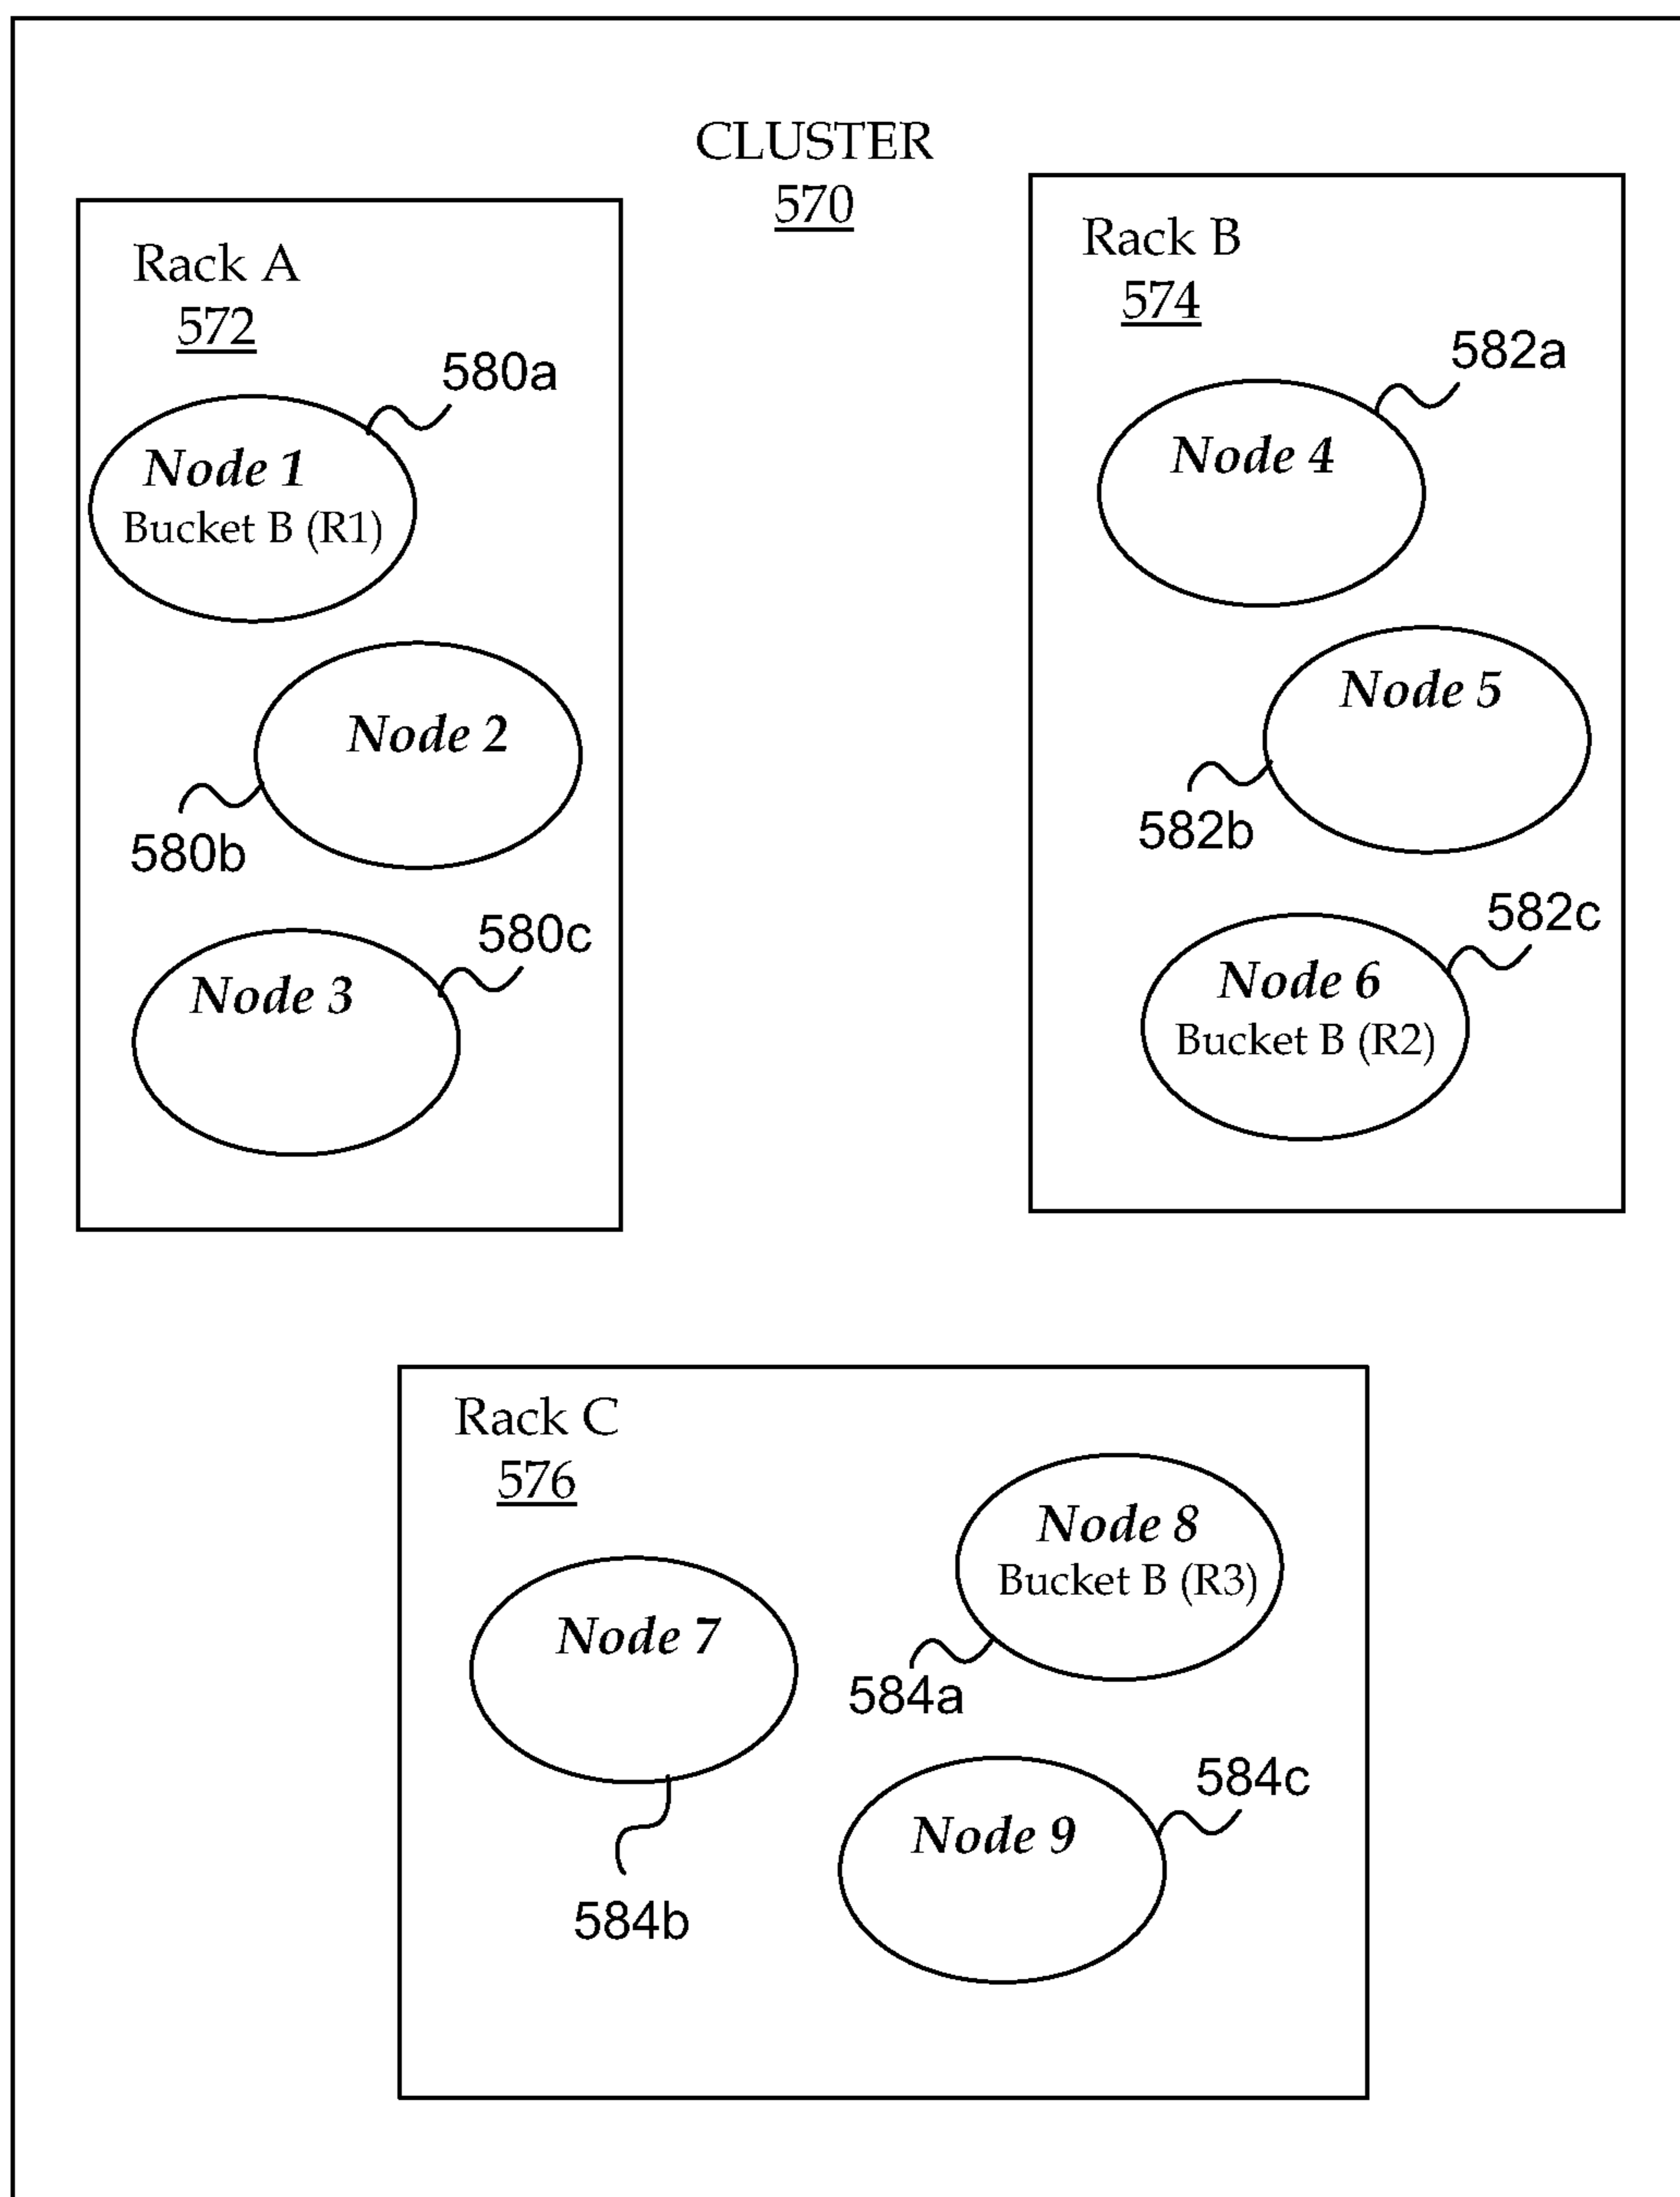 CLUSTER
570
Rack A
572
580a
Node 1
Bucket B (R1)
Node 2
580b
580c
Node 3
Rack B
574
582a
Node 4
Node 5
582b
582c
Node 6
Bucket B (R2)
Rack C
576
Node 8
Bucket B (R3)
584a
Node 7
584b
584c
Node 9